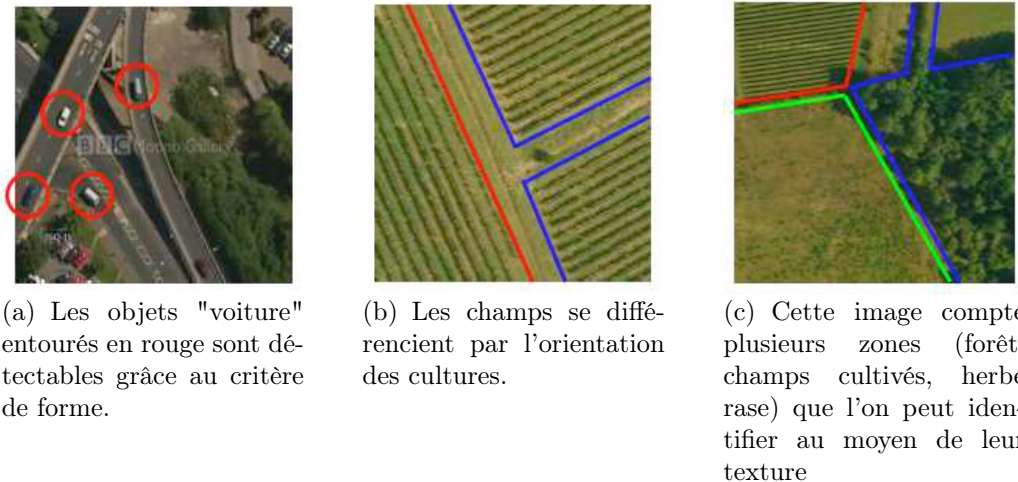 BBC Motion Gallery
(a) Les objets "voiture"
entourés en rouge sont dé-
tectables grâce au critère
de forme.
(b) Les champs se diffé-
rencient par l'orientation
des cultures.
(c) Cette image compte
plusieurs zones (forêt,
champs cultivés, herbe
rase) que l'on peut iden-
tifier au moyen de leur
texture